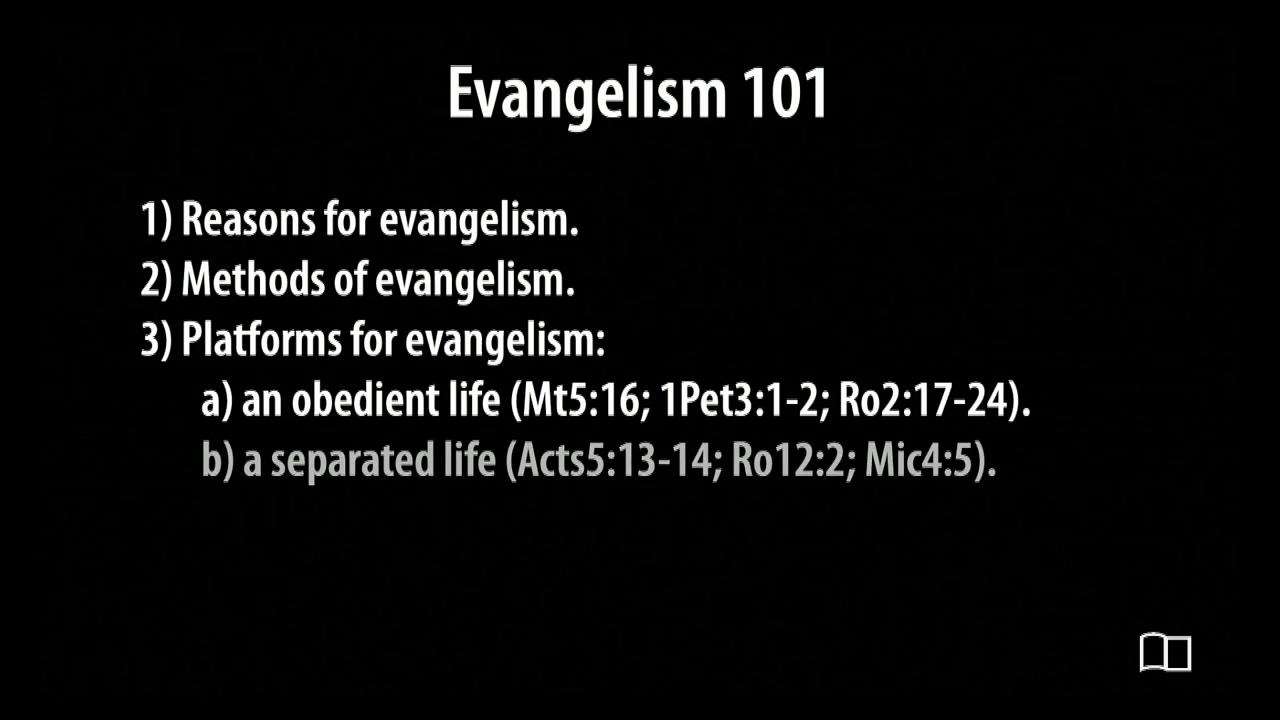 Evangelism 101
1) Reasons for evangelism.
2) Methods of evangelism.
3) Platforms for evangelism:
a) an obedient life (Mt5:16; 1Pet3:1-2; Ro2:17-24).
b) a separated life (Acts5:13-14; Ro12:2; Mic4:5).